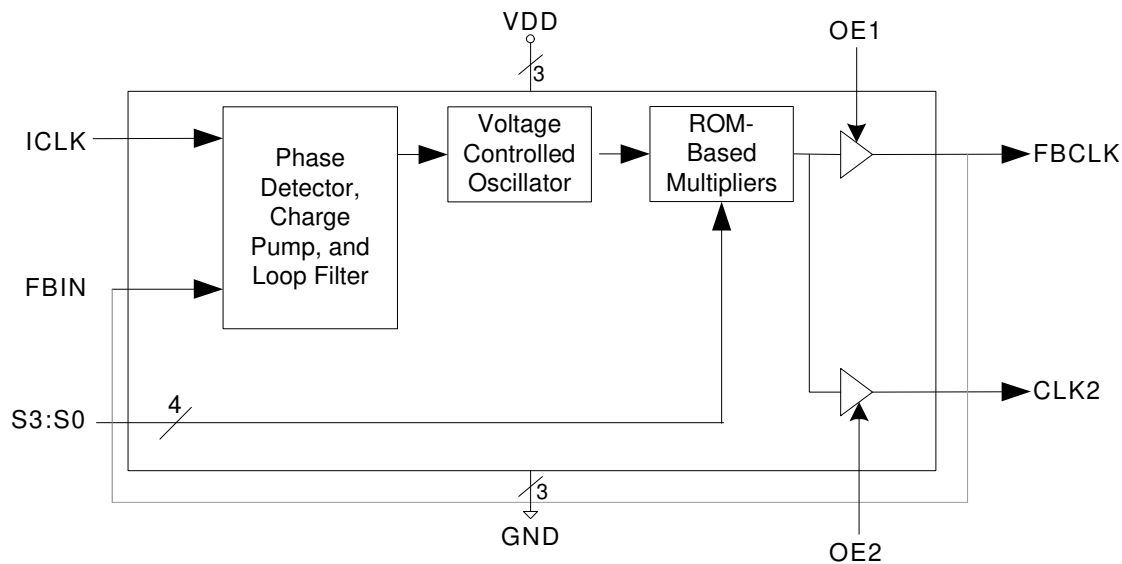 VDD
OE1
3
ICLK
Phase
Detector,
Charge
Pump, and
Loop Filter
Voltage
Controlled
Oscillator
ROM-
Based
Multipliers
FBCLK
FBIN
S3:S0
4
CLK2
3
GND
OE2